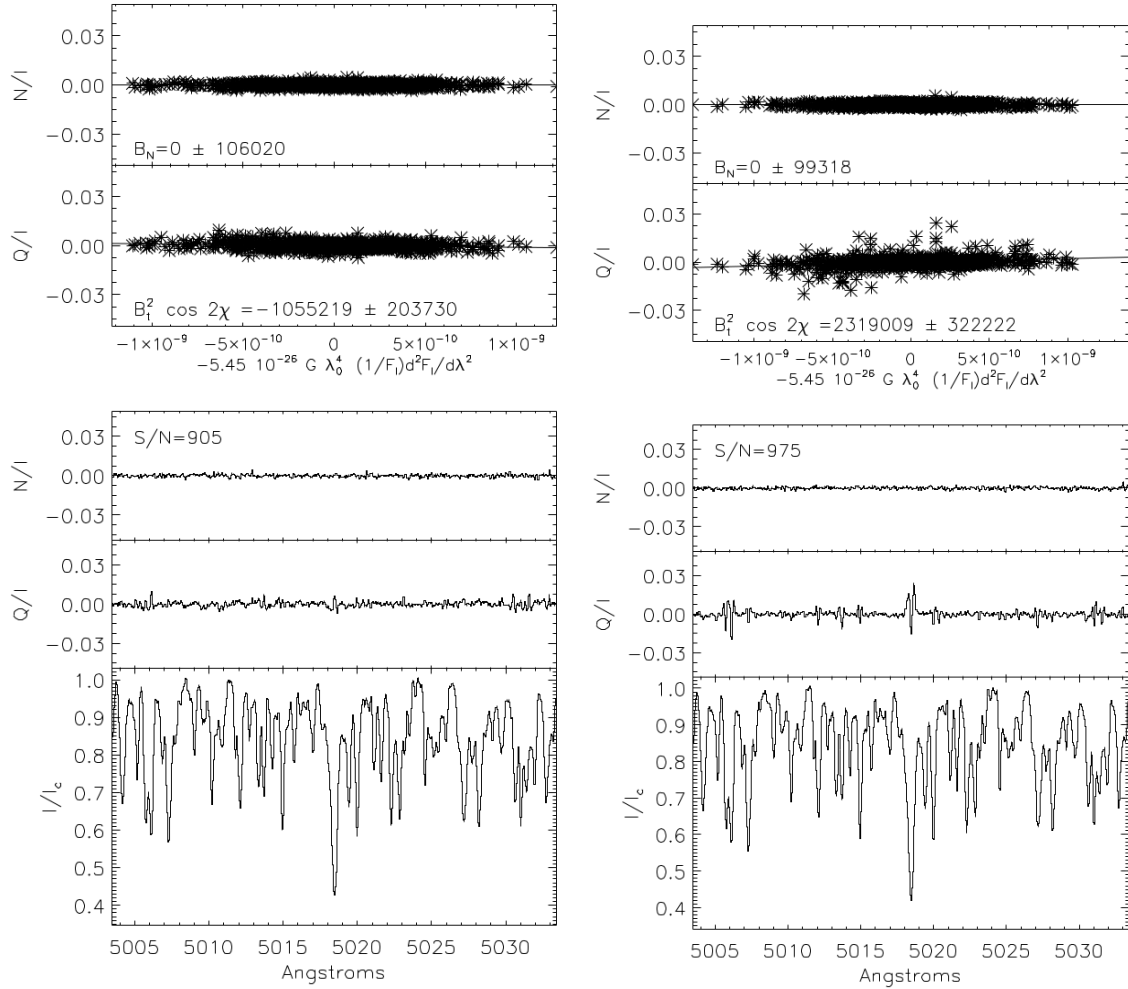 0.03
0.00
−0.03
N/I
B_N=0 ± 106020
0.03
0.00
−0.03
Q/I
B_t^2 cos 2χ =−1055219 ± 203730
−1×10^−9 −5×10^−10 0 5×10^−10 1×10^−9
−5.45 10^−26 G λ_0^4 (1/F_I)d^2F_I/dλ^2
0.03
0.00
−0.03
N/I
B_N=0 ± 99318
0.03
0.00
−0.03
Q/I
B_t^2 cos 2χ =2319009 ± 322222
−1×10^−9 −5×10^−10 0 5×10^−10 1×10^−9
−5.45 10^−26 G λ_0^4 (1/F_I)d^2F_I/dλ^2
S/N=905
0.03
0.00
−0.03
N/I
0.03
0.00
−0.03
Q/I
1.0
0.9
0.8
0.7
0.6
0.5
0.4
I/I_c
5005 5010 5015 5020 5025 5030
Angstroms
S/N=975
0.03
0.00
−0.03
N/I
0.03
0.00
−0.03
Q/I
1.0
0.9
0.8
0.7
0.6
0.5
0.4
I/I_c
5005 5010 5015 5020 5025 5030
Angstroms